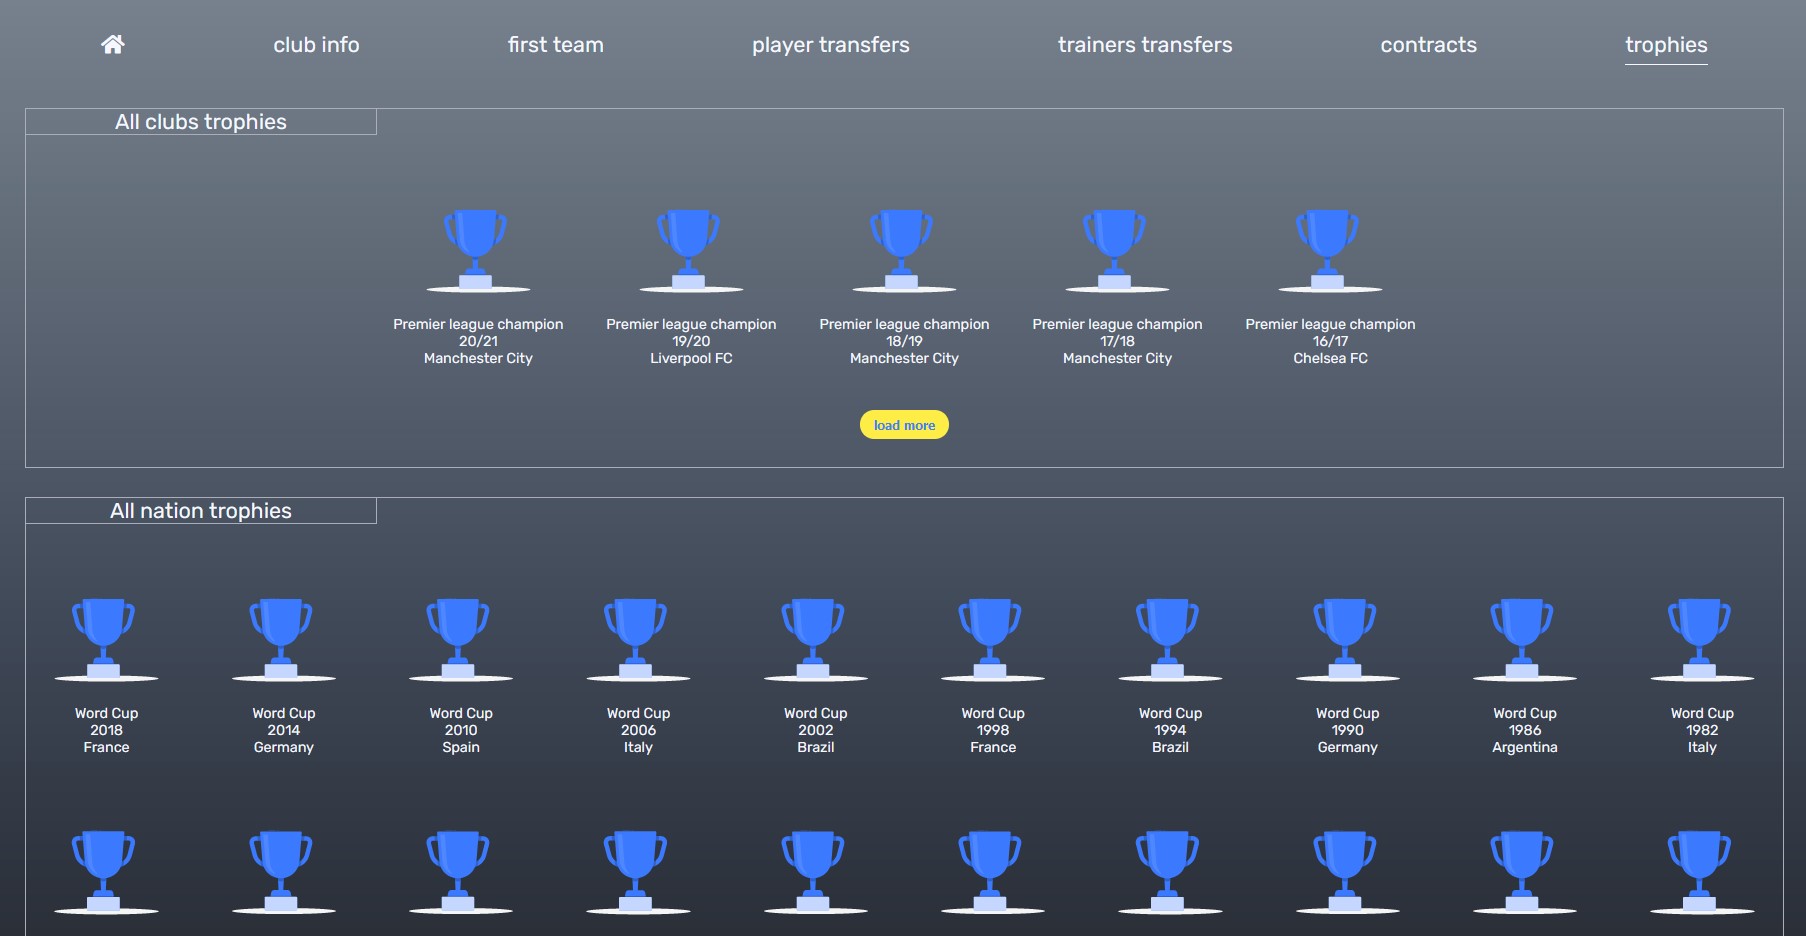 club info
first team
player transfers
trainers transfers
contracts
trophies
All clubs trophies
Premier league champion
20/21
Manchester City
Premier league champion
19/20
Liverpool FC
Premier league champion
18/19
Manchester City
Premier league champion
17/18
Manchester City
Premier league champion
16/17
Chelsea FC
load more
All nation trophies
Word Cup
2018
France
Word Cup
2014
Germany
Word Cup
2010
Spain
Word Cup
2006
Italy
Word Cup
2002
Brazil
Word Cup
1998
France
Word Cup
1994
Brazil
Word Cup
1990
Germany
Word Cup
1986
Argentina
Word Cup
1982
Italy